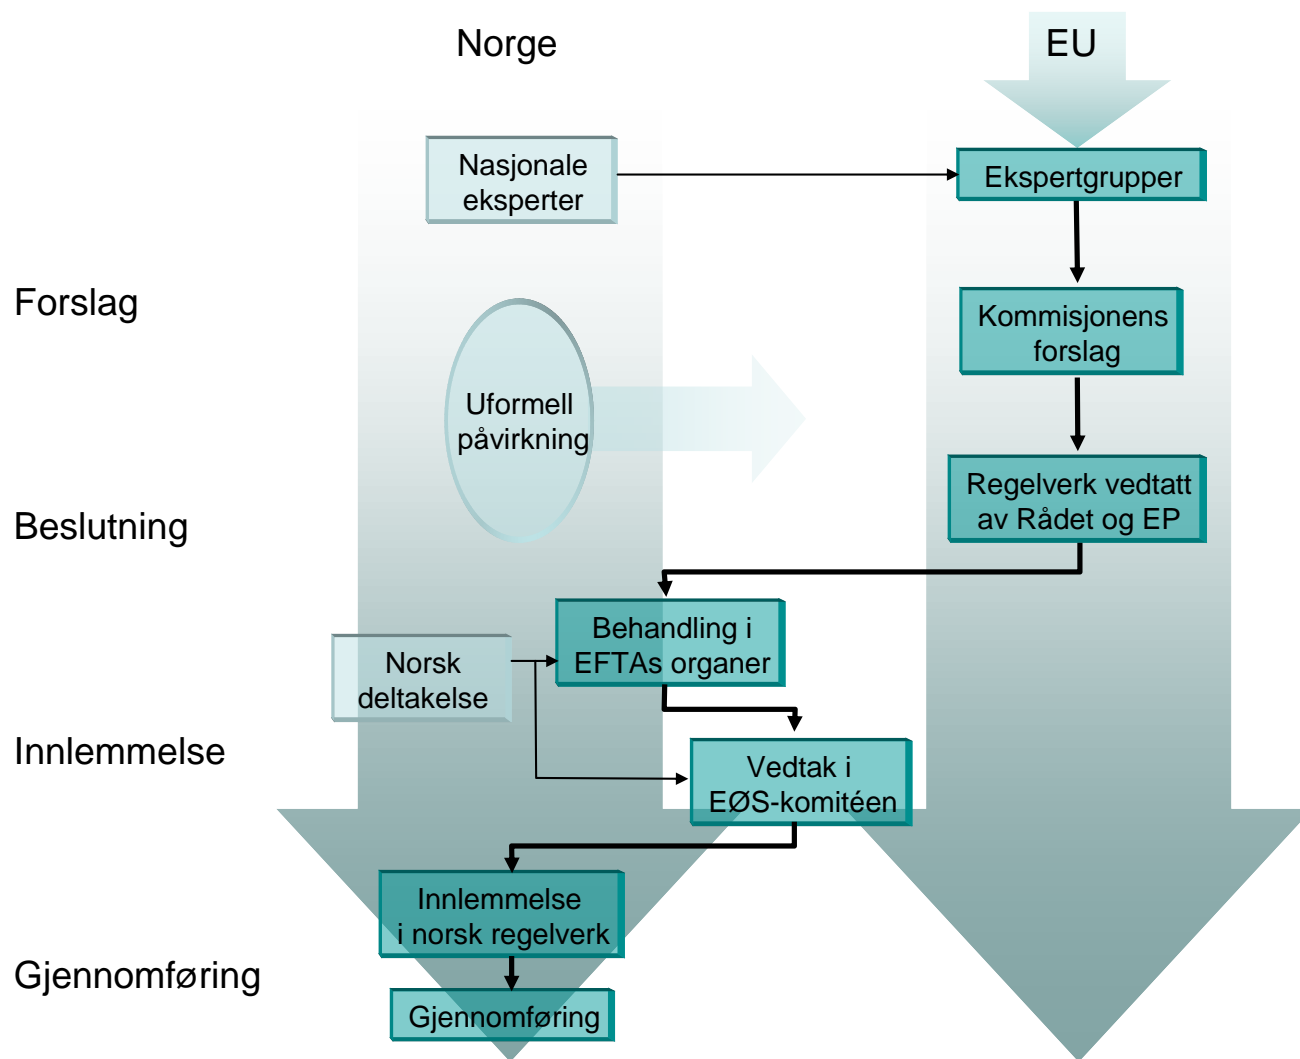 Norge
EU
Nasjonale
eksperter
Ekspertgrupper
Forslag
Kommisjonens
forslag
Uformell
påvirkning
Regelverk vedtatt
av Rådet og EP
Beslutning
Behandling i
EFTAs organer
Norsk
deltakelse
Innlemmelse
Vedtak i
EØS-komitéen
Innlemmelse
i norsk regelverk
Gjennomføring
Gjennomføring